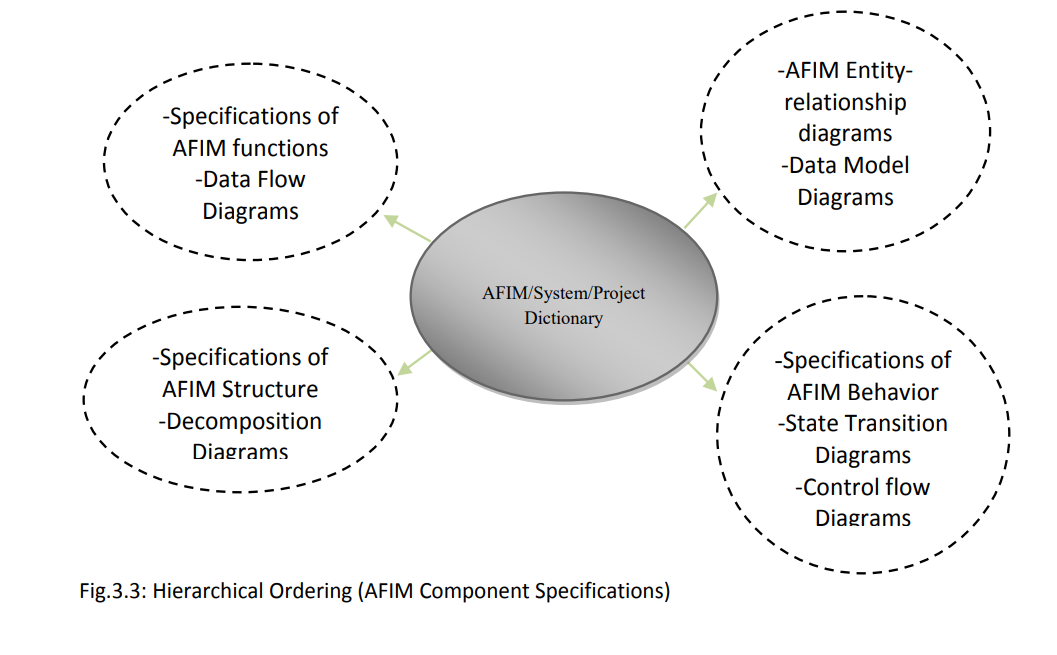 -Specifications of
AFIM functions
-Data Flow
Diagrams
-AFIM Entity-
relationship
diagrams
-Data Model
Diagrams
AFIM/System/Project
Dictionary
-Specifications of
AFIM Structure
-Decomposition
Diagrams
-Specifications of
AFIM Behavior
-State Transition
Diagrams
-Control flow
Diagrams
Fig.3.3: Hierarchical Ordering (AFIM Component Specifications)